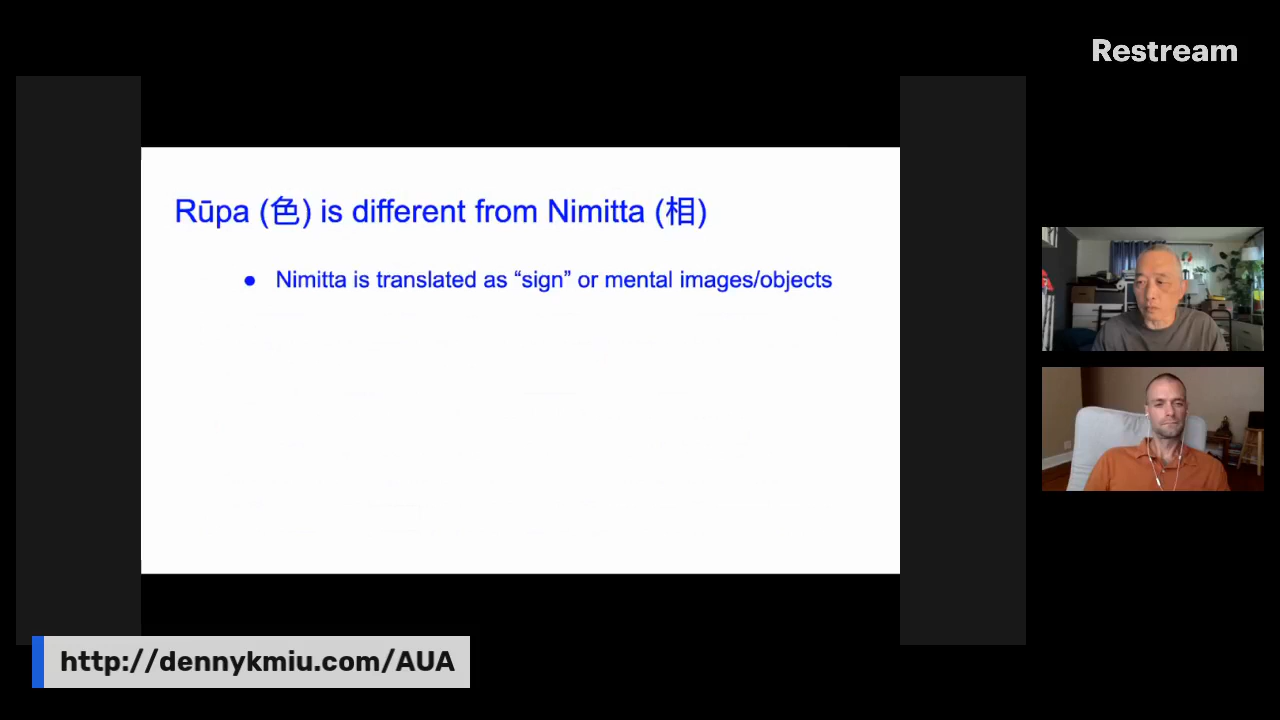 Restream
Rūpa (色) is different from Nimitta (相)
● Nimitta is translated as “sign” or mental images/objects
http://dennykmiu.com/AUA